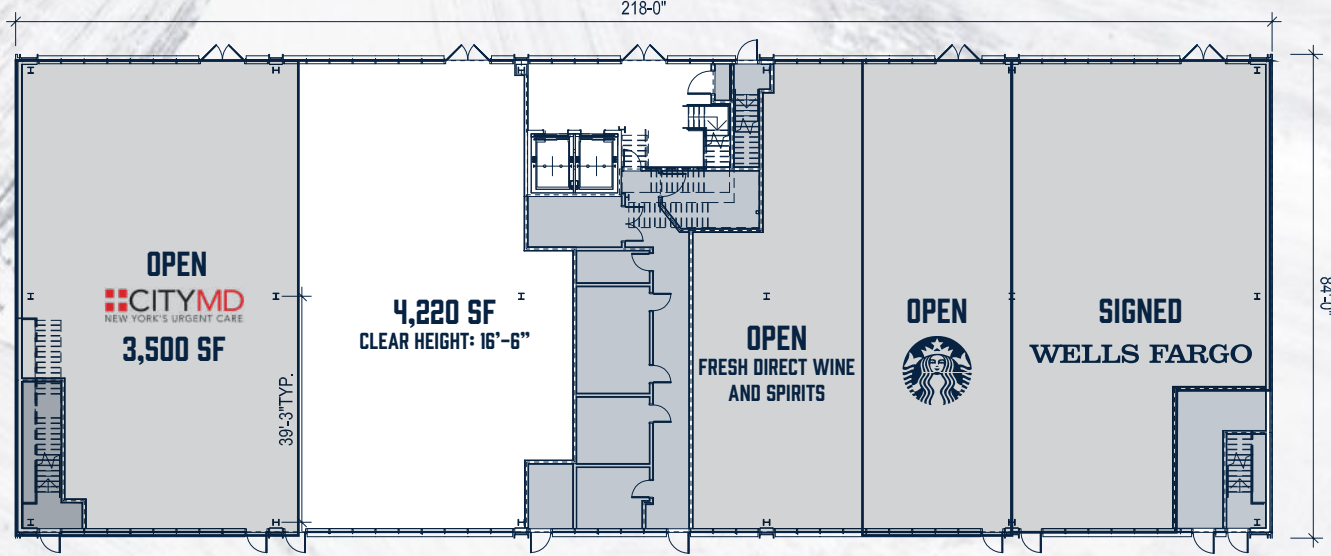 218-0"
OPEN
CITYMD
NEW YORK'S URGENT CARE
3,500 SF
39'-3"TYP.
4,220 SF
CLEAR HEIGHT: 16'-6"
OPEN
FRESH DIRECT WINE
AND SPIRITS
OPEN
SIGNED
WELLS FARGO
84'-0"